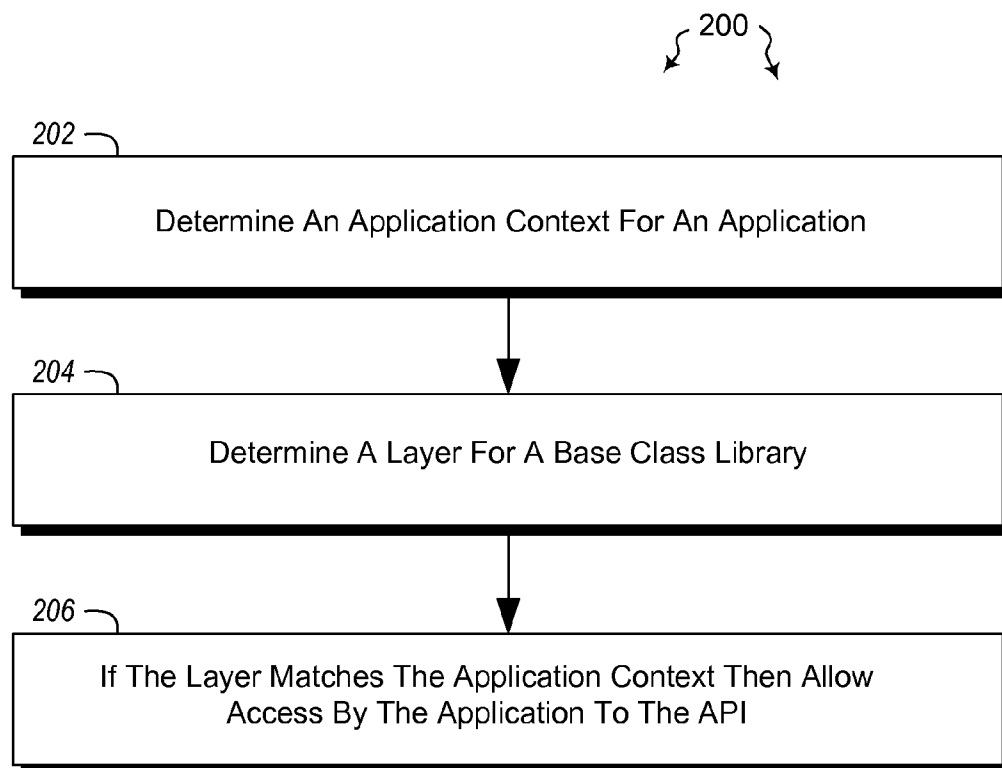 200
202
Determine An Application Context For An Application
204
Determine A Layer For A Base Class Library
206
If The Layer Matches The Application Context Then Allow
Access By The Application To The API